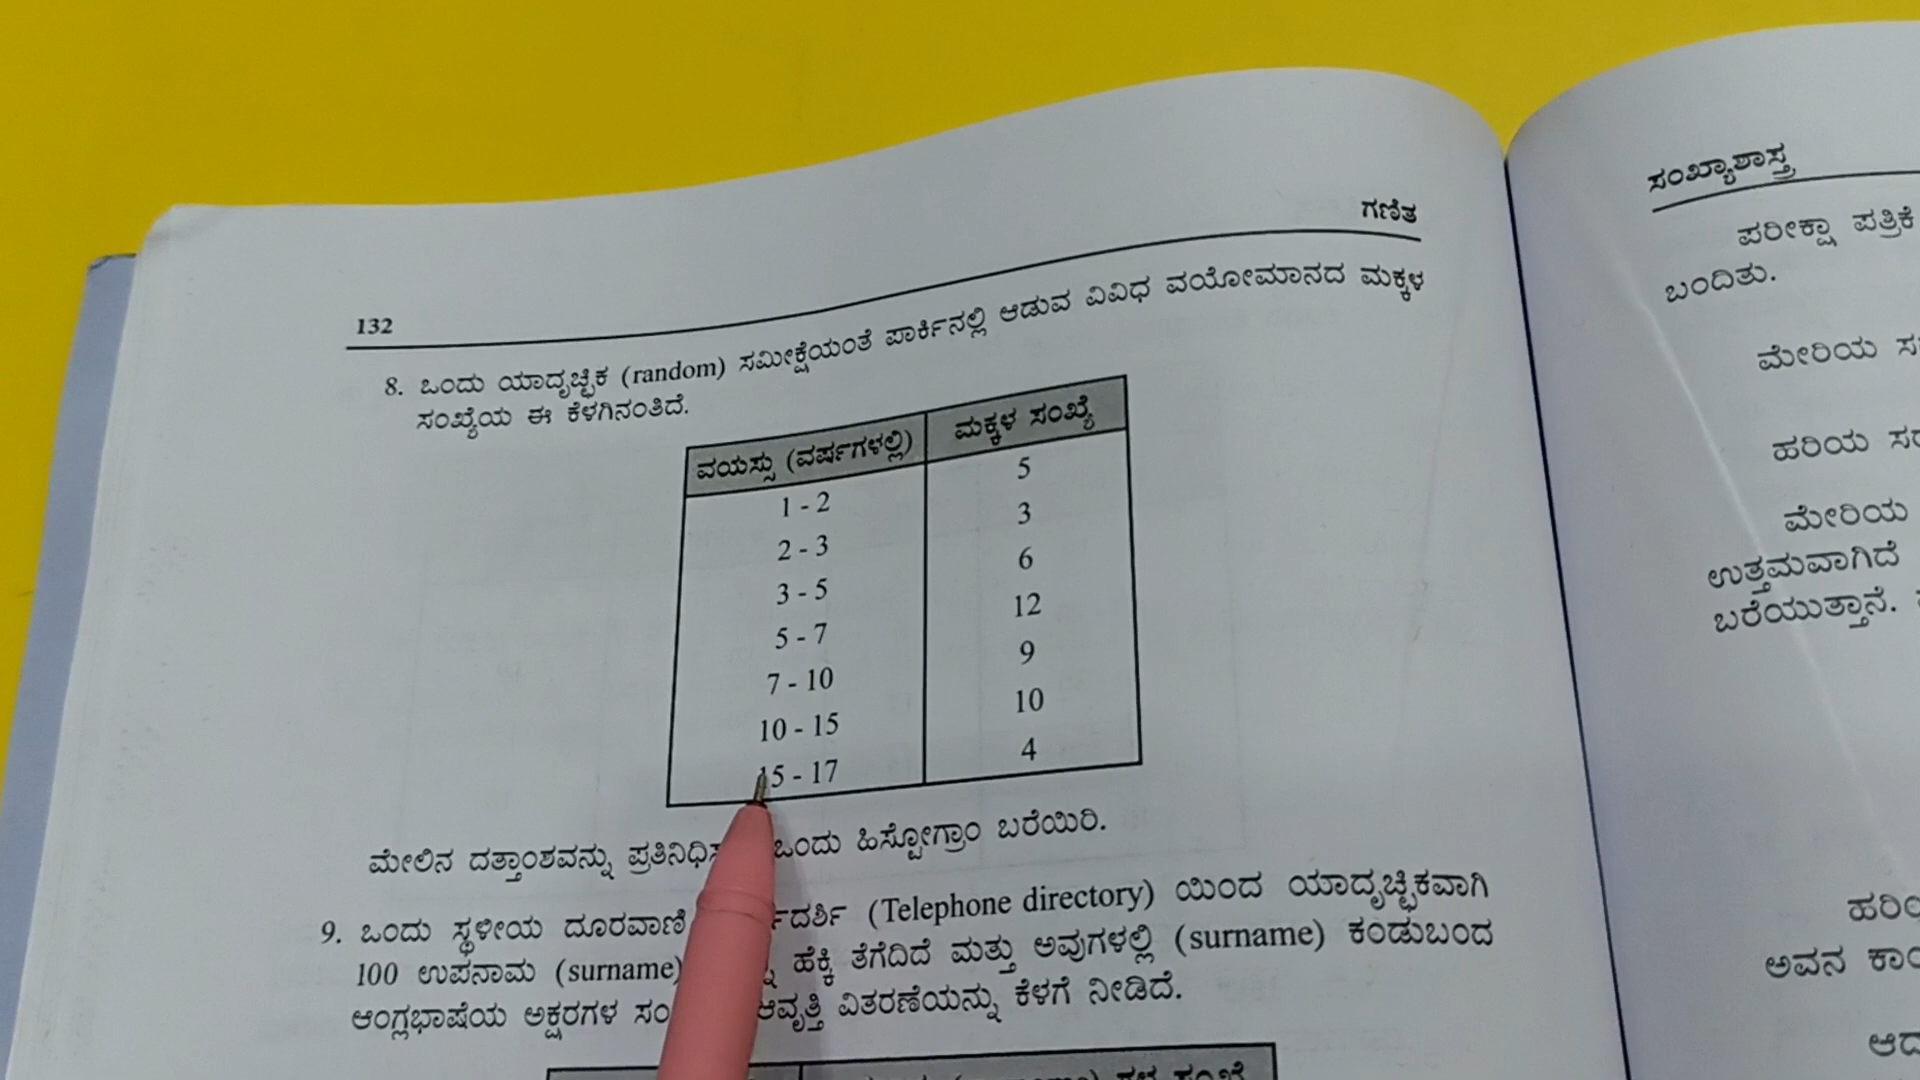 132
ಗಣಿತ
8. ಒಂದು ಯಾದೃಚ್ಛಿಕ (random) ಸಮೀಕ್ಷೆಯಂತೆ ಪಾರ್ಕಿನಲ್ಲಿ ಆಡುವ ವಿವಿಧ ವಯೋಮಾನದ ಮಕ್ಕಳ
ಸಂಖ್ಯೆಯ ಈ ಕೆಳಗಿನಂತಿದೆ.
ವಯಸ್ಸು (ವರ್ಷಗಳಲ್ಲಿ) ಮಕ್ಕಳ ಸಂಖ್ಯೆ
1 - 2 5
2 - 3 3
3 - 5 6
5 - 7 12
7 - 10 9
10 - 15 10
15 - 17 4
ಮೇಲಿನ ದತ್ತಾಂಶವನ್ನು ಒಂದು ಹಿಸ್ಟೋಗ್ರಾಂ ಬರೆಯಿರಿ.
9. ಒಂದು ಸ್ಥಳೀಯ ದೂರವಾಣಿ (Telephone directory) ಯಿಂದ ಯಾದೃಚ್ಛಿಕವಾಗಿ
100 ಉಪನಾಮ (surname) ಹೆಕ್ಕಿ ತೆಗೆದಿದೆ ಮತ್ತು ಅವುಗಳಲ್ಲಿ (surname) ಕಂಡುಬಂದ
ಆಂಗ್ಲಭಾಷೆಯ ಅಕ್ಷರಗಳ ಆವೃತ್ತಿ ವಿತರಣೆಯನ್ನು ಕೆಳಗೆ ನೀಡಿದೆ.
ಸಂಖ್ಯಾಶಾಸ್ತ್ರ
ಪರೀಕ್ಷಾ ಪತ್ರಿಕೆ
ಬಂದಿತು.
ಮೇರಿಯ
ಹರಿಯ
ಮೇರಿಯ
ಉತ್ತಮವಾಗಿದೆ
ಬರೆಯುತ್ತಾನೆ.
ಅವನ